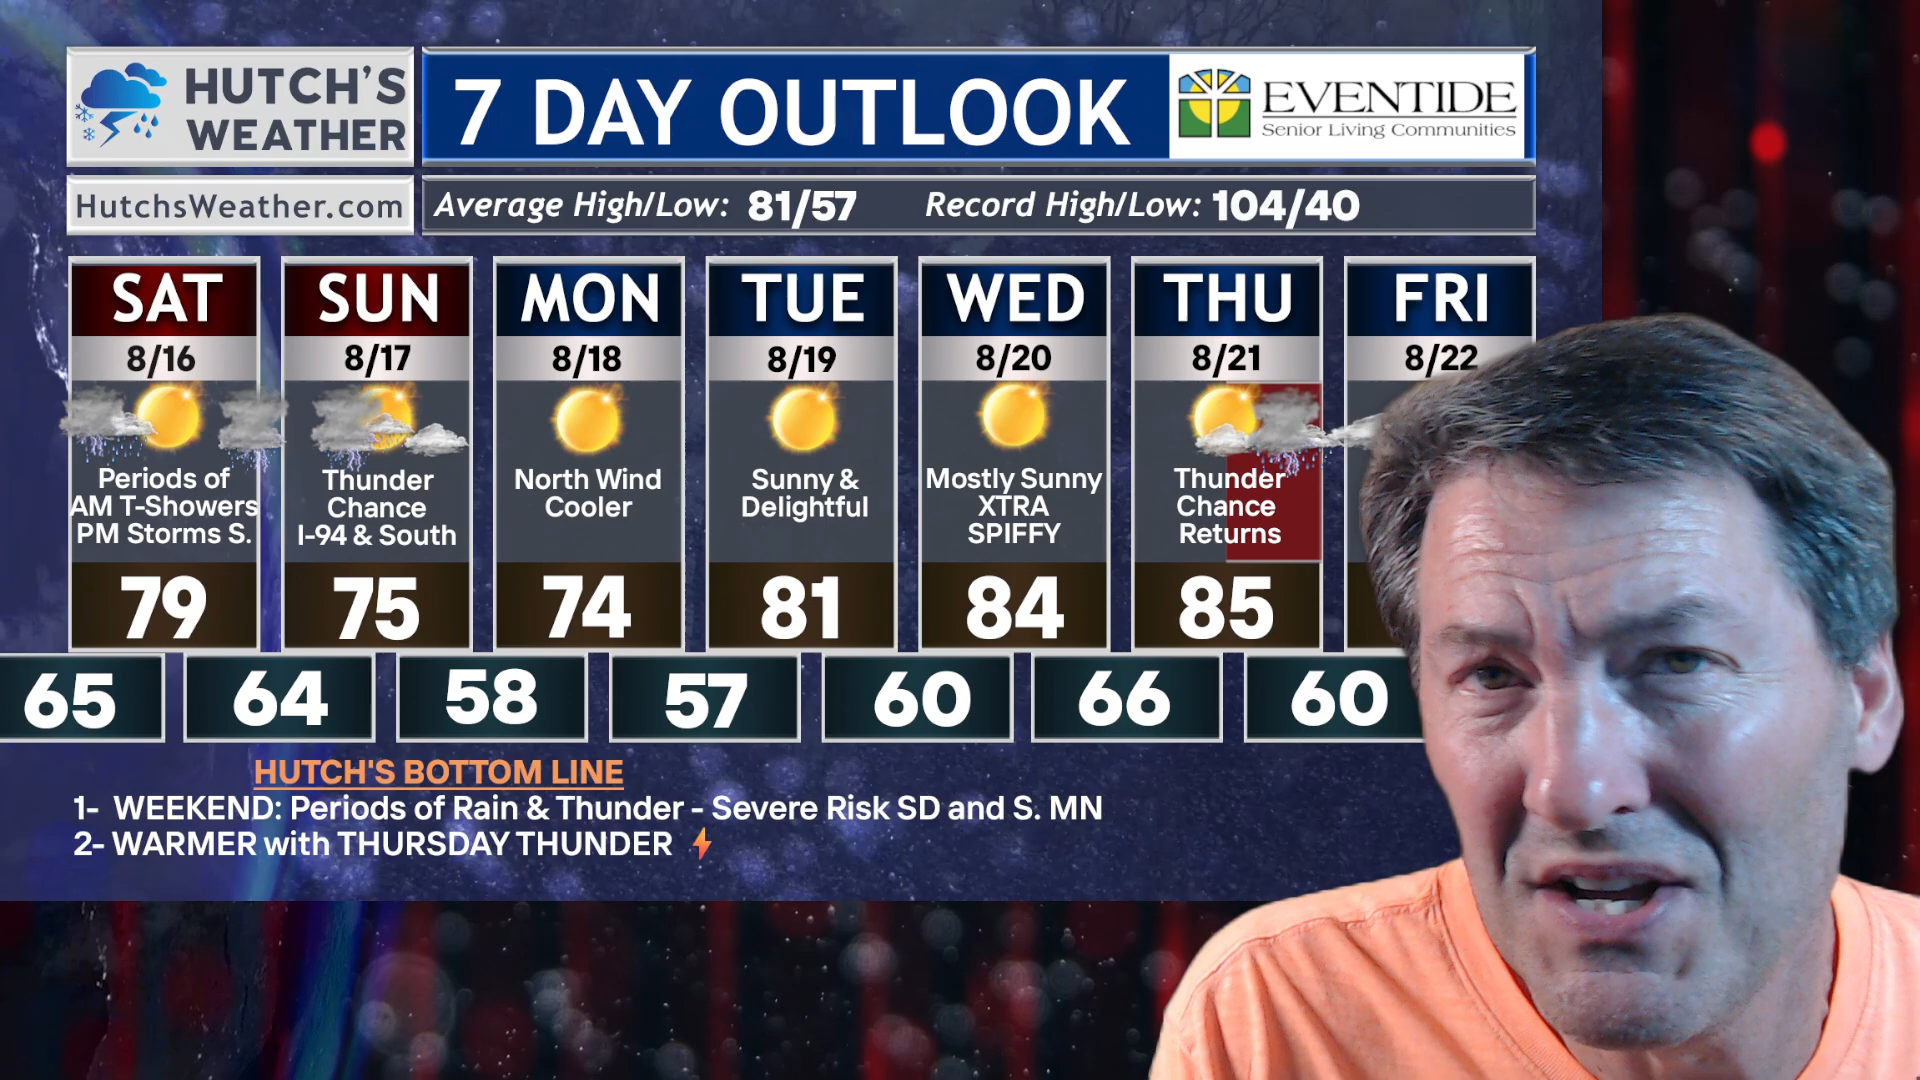 HUTCH'S
WEATHER
7 DAY OUTLOOK
EVENTIDE
Senior Living Communities
HutchsWeather.com
Average High/Low: 81/57 Record High/Low: 104/40
SAT
8/16
Periods of
AM T-Showers
PM Storms S.
79
SUN
8/17
Thunder
Chance
I-94 & South
75
MON
8/18
North Wind
Cooler
74
TUE
8/19
Sunny &
Delightful
81
WED
8/20
Mostly Sunny
XTRA
SPIFFY
84
THU
8/21
Thunder
Chance
Returns
85
FRI
8/22
65 64 58 57 60 66 60
HUTCH'S BOTTOM LINE
1- WEEKEND: Periods of Rain & Thunder - Severe Risk SD and S. MN
2- WARMER with THURSDAY THUNDER ⚡